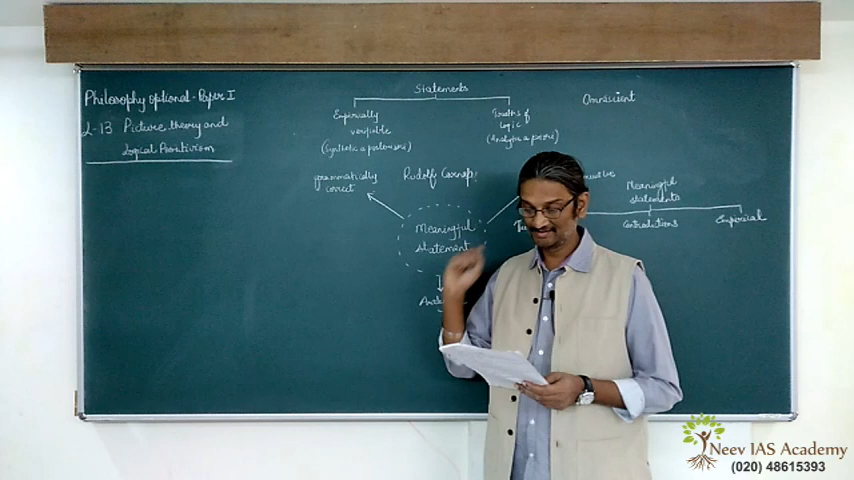 Philosophy optional - Paper I
L-13 Picture theory and
Logical Positivism
Statements
Empirically
verifiable
(Synthetic a posteriori)
Truths of
logic
(Analytic a priori)
Omniscient
grammatically
correct
Rudolf Carnap
Meaningful
statement
Meaningful
statements
Contradictions
Empirical
Neev IAS Academy
(020) 48615393